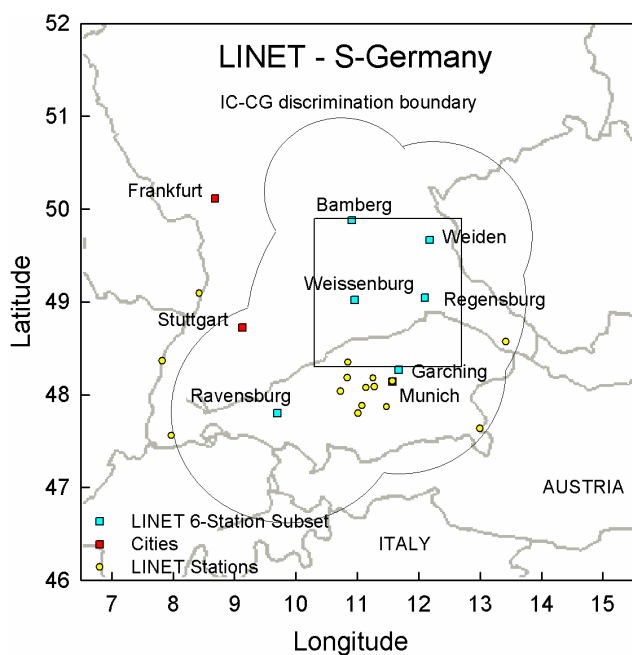 LINET - S-Germany
IC-CG discrimination boundary
52
51
50
49
48
47
46
Latitude
Frankfurt
Bamberg
Weiden
Weissenburg
Regensburg
Stuttgart
Garching
Ravensburg
Munich
AUSTRIA
ITALY
LINET 6-Station Subset
Cities
LINET Stations
7 8 9 10 11 12 13 14 15
Longitude